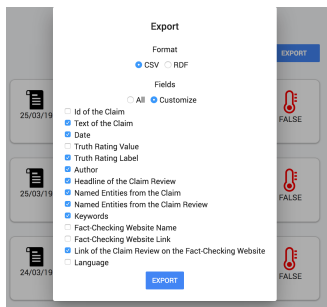 Export
Format
CSV RDF
EXPORT
Fields
All Customize
Id of the Claim
Text of the Claim
Date
Truth Rating Value
Truth Rating Label
Author
Headline of the Claim Review
Named Entities from the Claim
Named Entities from the Claim Review
Keywords
Fact-Checking Website Name
Fact-Checking Website Link
Link of the Claim Review on the Fact-Checking Website
Language
EXPORT
25/03/19
FALSE
25/03/19
FALSE
24/03/19
FALSE